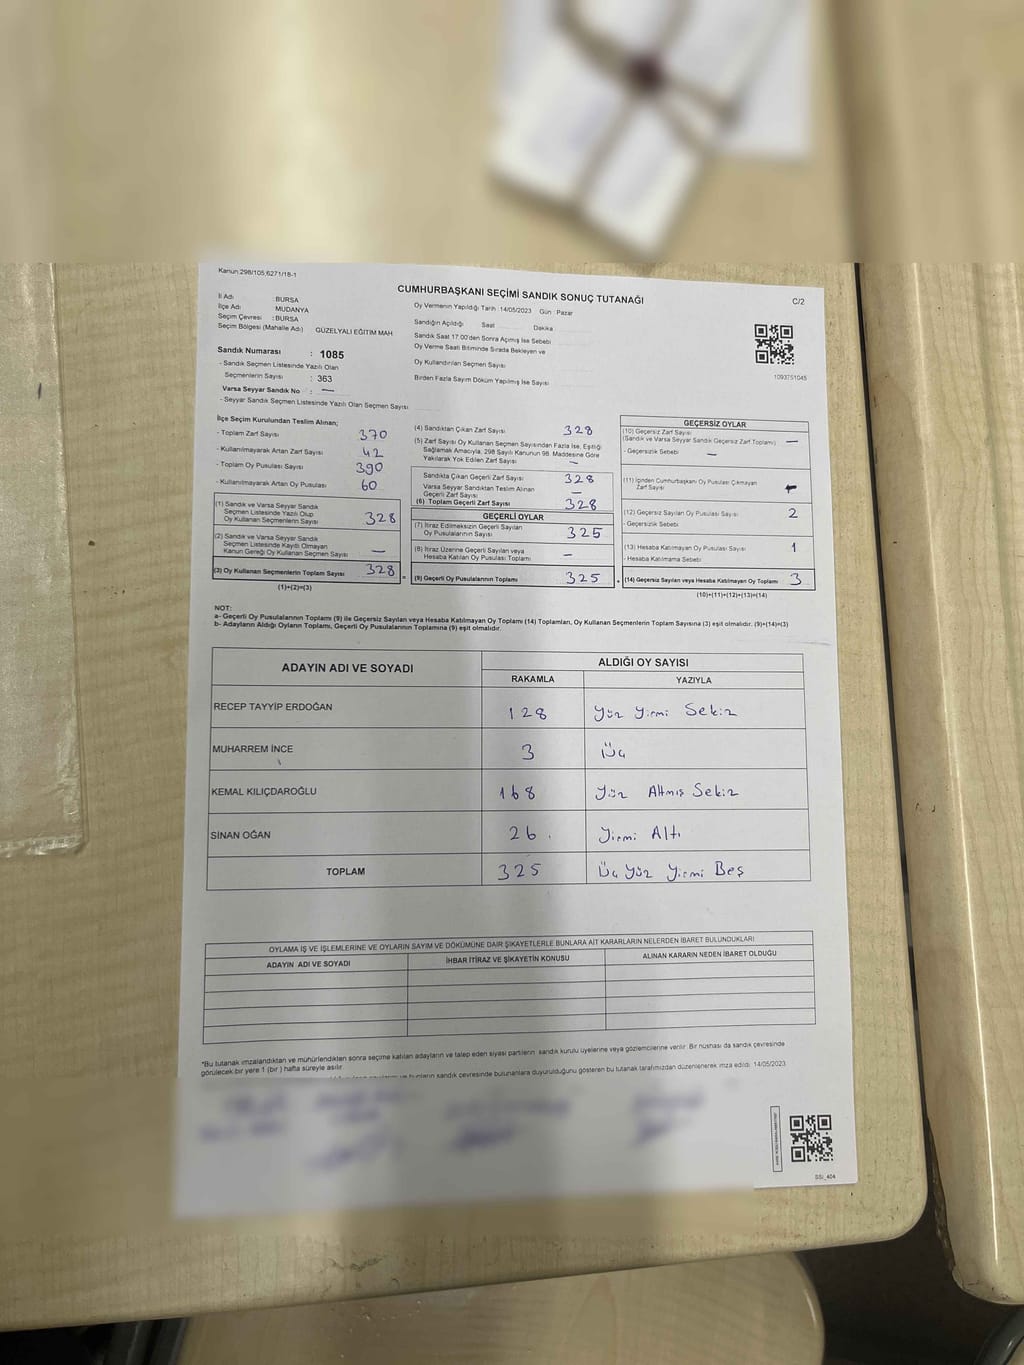 Kanun:298/105,6271/18-1
CUMHURBAŞKANI SEÇİMİ SANDIK SONUÇ TUTANAĞI
C/2
İl Adı : BURSA
İlçe Adı : MUDANYA
Seçim Çevresi : BURSA
Seçim Bölgesi (Mahalle Adı) GÜZELYALI EĞİTİM MAH
Oy Vermenin Yapıldığı Tarih :14/05/2023 Gün : Pazar
Sandığın Açıldığı Saat Dakika
Sandık Saat 17:00'den Sonra Açımış İse Sebebi
Oy Verme Saati Bitiminde Sırada Bekleyen ve
Oy Kullandırılan Seçmen Sayısı
Birden Fazla Sayım Döküm Yapılmış İse Sayısı
1093751045
Sandık Numarası : 1085
- Sandık Seçmen Listesinde Yazılı Olan
Seçmenlerin Sayısı : 363
Varsa Seyyar Sandık No : —
- Seyyar Sandık Seçmen Listesinde Yazılı Olan Seçmen Sayısı
İlçe Seçim Kurulundan Teslim Alınan;
- Toplam Zarf Sayısı 370
- Kullanılmayarak Artan Zarf Sayısı 42
- Toplam Oy Pusulası Sayısı 390
- Kullanılmayarak Artan Oy Pusulası 60
(1) Sandık ve Varsa Seyyar Sandık
Seçmen Listesinde Yazılı Olup
Oy Kullanan Seçmenlerin Sayısı 328
(2) Sandık ve Varsa Seyyar Sandık
Seçmen Listesinde Kayıtlı Olmayan
Kanun Gereği Oy Kullanan Seçmen Sayısı —
(3) Oy Kullanan Seçmenlerin Toplam Sayısı 328
(1)+(2)=(3)
(4) Sandıktan Çıkan Zarf Sayısı 328
(5) Zarf Sayısı Oy Kullanan Seçmen Sayısından Fazla İse, Eşitliği
Sağlamak Amacıyla, 298 Sayılı Kanunun 98. Maddesine Göre
Yakılarak Yok Edilen Zarf Sayısı —
Sandıkta Çıkan Geçerli Zarf Sayısı 328
Varsa Seyyar Sandıktan Teslim Alınan
Geçerli Zarf Sayısı —
(6) Toplam Geçerli Zarf Sayısı 328
GEÇERLİ OYLAR
(7) İtiraz Edilmeksizin Geçerli Sayılan
Oy Pusulalarının Sayısı 325
(8) İtiraz Üzerine Geçerli Sayılan veya
Hesaba Katılan Oy Pusulası Toplamı —
= (9) Geçerli Oy Pusulalarının Toplamı 325
GEÇERSİZ OYLAR
(10) Geçersiz Zarf Sayısı
(Sandık ve Varsa Seyyar Sandık Geçersiz Zarf Toplamı) —
- Geçersizlik Sebebi —
(11) İçinden Cumhurbaşkanı Oy Pusulası Çıkmayan
Zarf Sayısı
(12) Geçersiz Sayılan Oy Pusulası Sayısı 2
- Geçersizlik Sebebi
(13) Hesaba Katılmayan Oy Pusulası Sayısı 1
- Hesaba Katılmama Sebebi
+ (14) Geçersiz Sayılan veya Hesaba Katılmayan Oy Toplamı 3
(10)+(11)+(12)+(13)=(14)
NOT:
a- Geçerli Oy Pusulalarının Toplamı (9) ile Geçersiz Sayılan veya Hesaba Katılmayan Oy Toplamı (14) Toplamları, Oy Kullanan Seçmenlerin Toplam Sayısına (3) eşit olmalıdır. (9)+(14)=(3)
b- Adayların Aldığı Oyların Toplamı, Geçerli Oy Pusulalarının Toplamına (9) eşit olmalıdır.
ADAYIN ADI VE SOYADI ALDIĞI OY SAYISI
RAKAMLA YAZIYLA
RECEP TAYYİP ERDOĞAN 128 Yüz Yirmi Sekiz
MUHARREM İNCE 3 Üç
KEMAL KILIÇDAROĞLU 168 Yüz Altmış Sekiz
SİNAN OĞAN 26 Yirmi Altı
TOPLAM 325 Üç Yüz Yirmi Beş
OYLAMA İŞ VE İŞLEMLERİNE VE OYLARIN SAYIM VE DÖKÜMÜNE DAİR ŞİKAYETLERLE BUNLARA AİT KARARLARIN NELERDEN İBARET BULUNDUKLARI
ADAYIN ADI VE SOYADI İHBAR İTİRAZ VE ŞİKAYETİN KONUSU ALINAN KARARIN NEDEN İBARET OLDUĞU
*Bu tutanak imzalandıktan ve mühürlendikten sonra seçime katılan adayların ve talep eden siyasi partilerin sandık kurulu üyelerine veya gözlemcilerine verilir. Bir nüshası da sandık çevresinde
görülecek bir yere 1 (bir ) hafta süreyle asılır.
sandık çevresinde bulunanlara duyurulduğunu gösteren bu tutanak tarafımızdan düzenlenerek imza edildi. 14/05/2023
SSİ_404